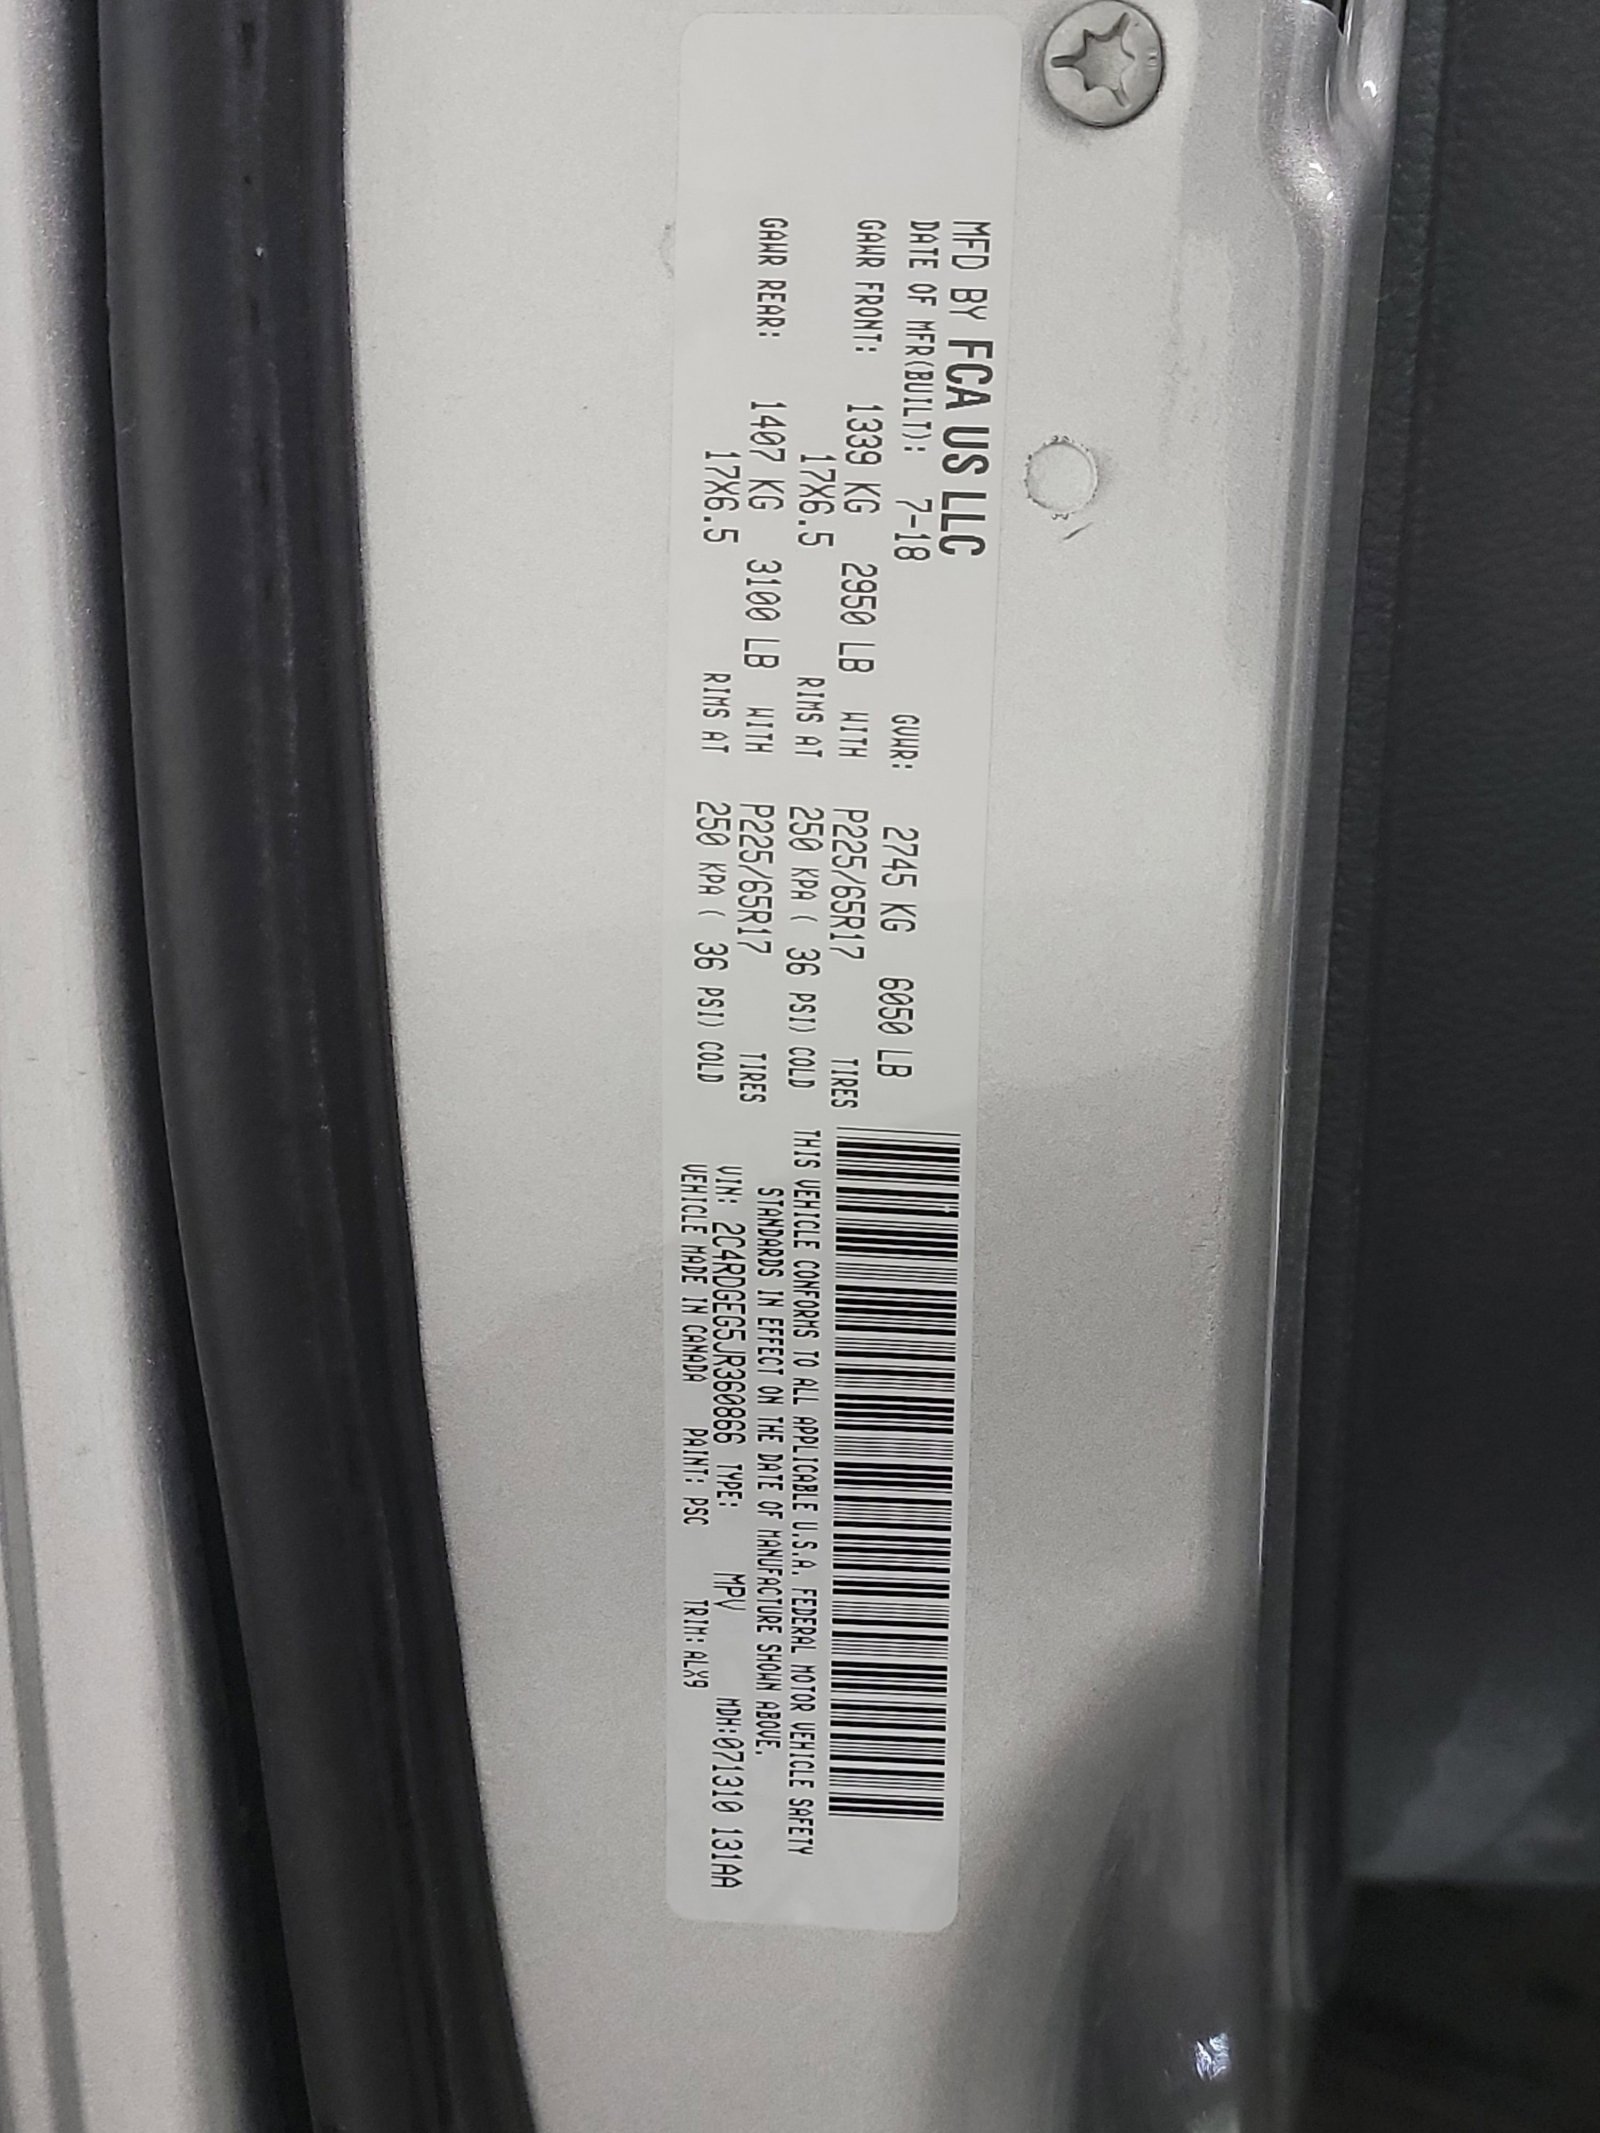 MFD BY FCA US LLC
DATE OF MFR(BUILT): 7-18 GVWR: 2745 KG 6050 LB
GAWR FRONT: 1339 KG 2950 LB WITH P225/65R17 TIRES
17X6.5 RIMS AT 250 KPA ( 36 PSI) COLD
GAWR REAR: 1407 KG 3100 LB WITH P225/65R17 TIRES
17X6.5 RIMS AT 250 KPA ( 36 PSI) COLD
THIS VEHICLE CONFORMS TO ALL APPLICABLE U.S.A. FEDERAL MOTOR VEHICLE SAFETY
STANDARDS IN EFFECT ON THE DATE OF MANUFACTURE SHOWN ABOVE.
VIN: 2C4RDGEG5JR360866 TYPE: MPV MDH:071310 131AA
VEHICLE MADE IN CANADA PAINT: PSC TRIM: ALX9